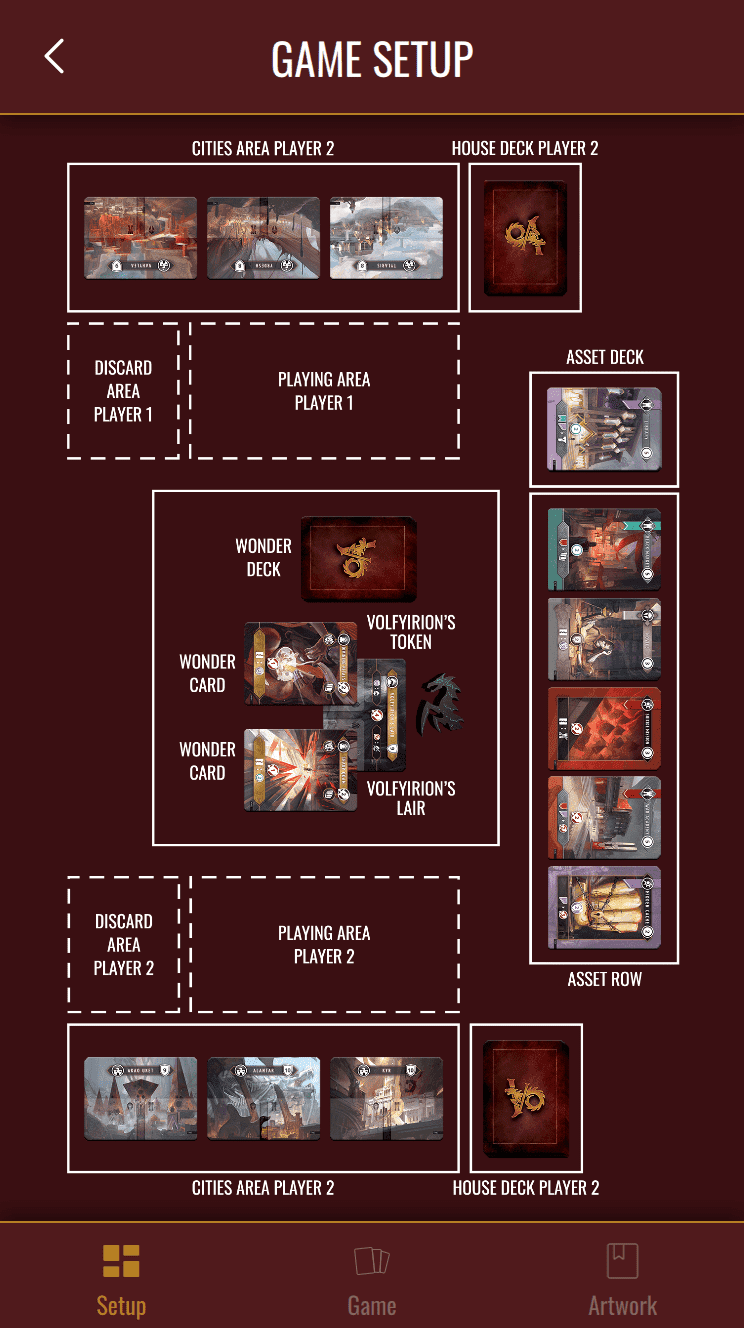 GAME SETUP
CITIES AREA PLAYER 2
HOUSE DECK PLAYER 2
DISCARD
AREA
PLAYER 1
PLAYING AREA
PLAYER 1
ASSET DECK
WONDER
DECK
VOLFYIRION'S
TOKEN
WONDER
CARD
WONDER
CARD
VOLFYIRION'S
LAIR
DISCARD
AREA
PLAYER 2
PLAYING AREA
PLAYER 2
ASSET ROW
ALANTAR
CITIES AREA PLAYER 2
HOUSE DECK PLAYER 2
Setup
Game
Artwork